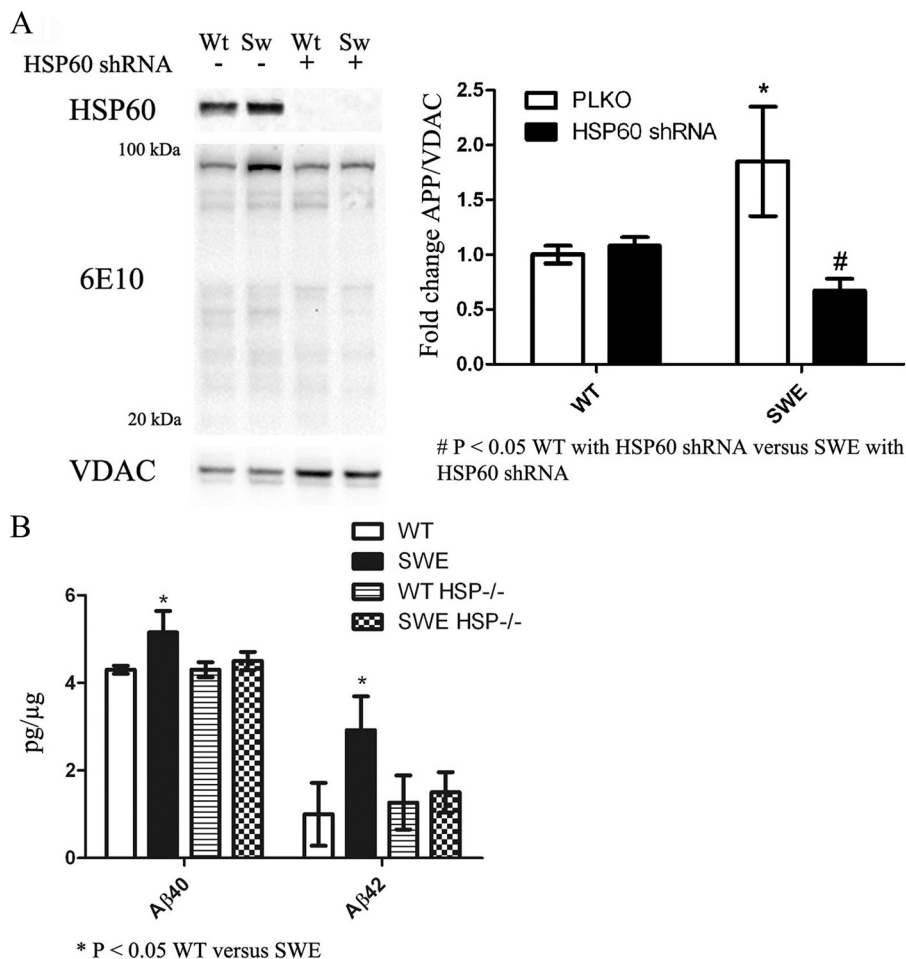 A
Wt Sw Wt Sw
HSP60 shRNA - - + +
HSP60
100 kDa
6E10
20 kDa
VDAC
Fold change APP/VDAC
2.5
2.0
1.5
1.0
0.5
0.0
PLKO
HSP60 shRNA
*
#
WT
SWE
# P < 0.05 WT with HSP60 shRNA versus SWE with
HSP60 shRNA
B
WT
SWE
WT HSP-/-
SWE HSP-/-
pg/µg
6
4
2
0
*
*
Aβ40
Aβ42
* P < 0.05 WT versus SWE